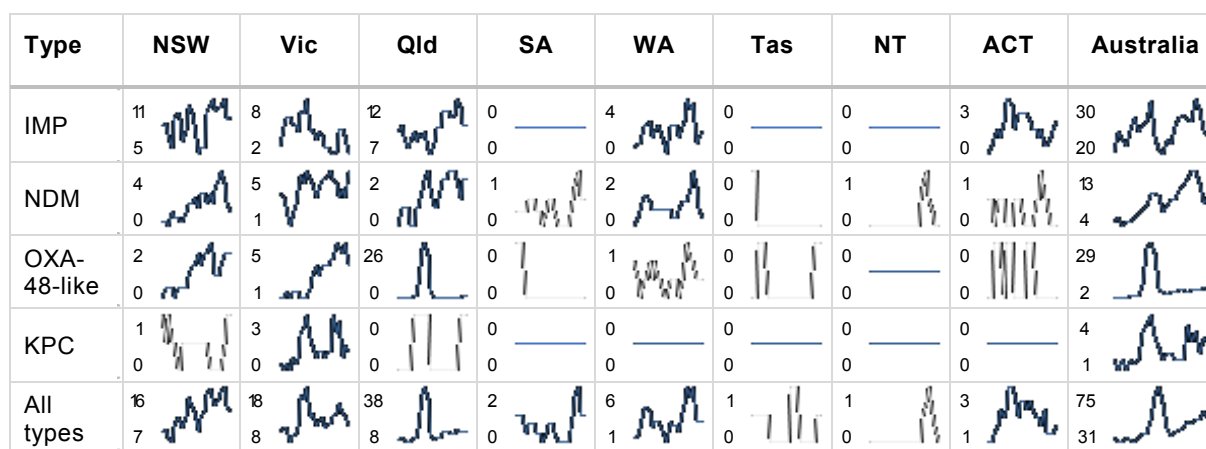 Type NSW Vic Qld SA WA Tas NT ACT Australia
IMP 11 8 12 0 4 0 0 3 30
5 2 7 0 0 0 0 0 20
NDM 4 5 2 1 2 0 1 1 13
0 1 0 0 0 0 0 0 4
OXA- 2 5 26 0 1 0 0 0 29
48-like 0 1 0 0 0 0 0 0 2
KPC 1 3 0 0 0 0 0 0 4
0 0 0 0 0 0 0 0 1
All 16 18 38 2 6 1 1 3 75
types 7 8 8 0 1 0 0 1 31